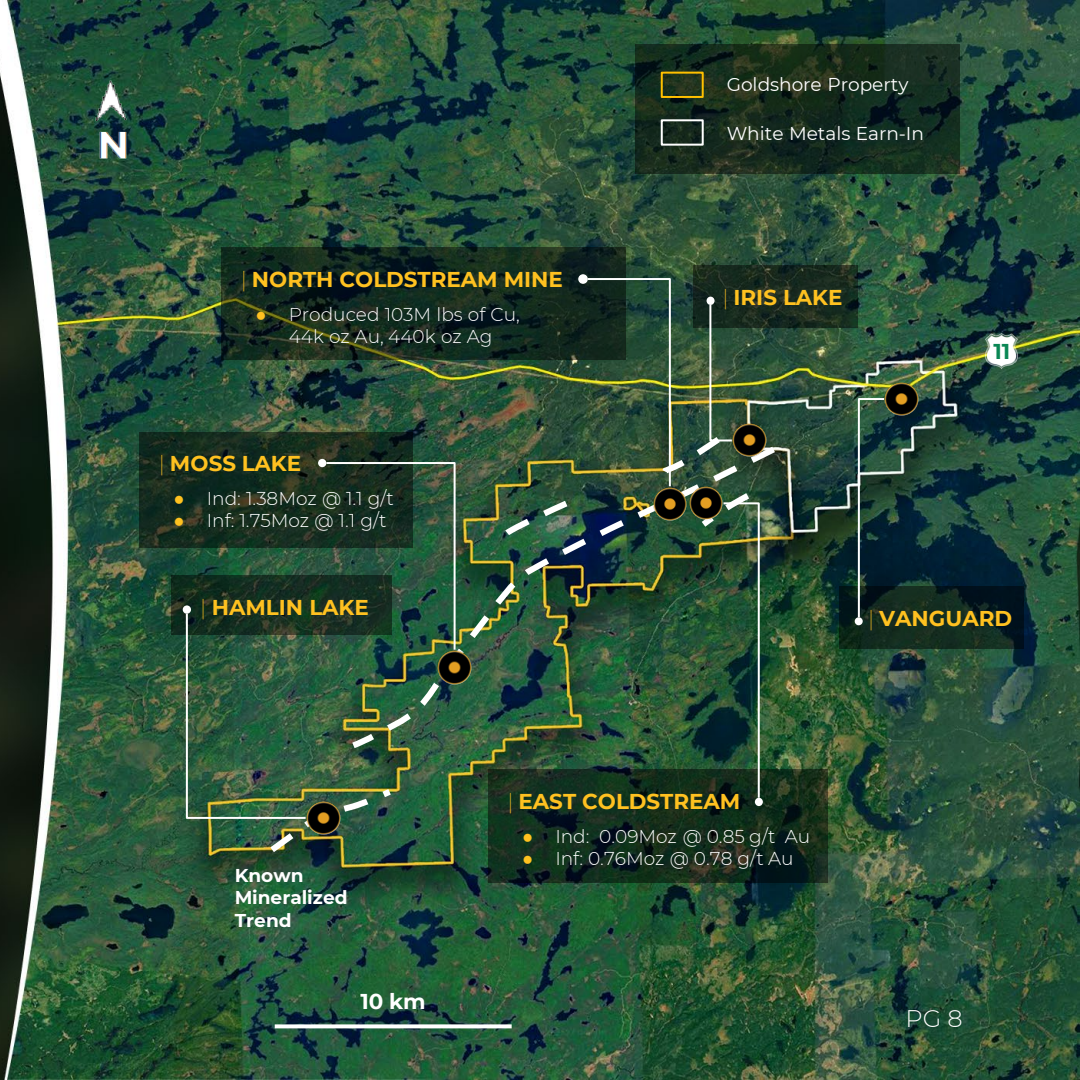 Goldshore Property
White Metals Earn-In
N
NORTH COLDSTREAM MINE
Produced 103M lbs of Cu,
44k oz Au, 440k oz Ag
IRIS LAKE
11
MOSS LAKE
Ind: 1.38Moz @ 1.1 g/t
Inf: 1.75Moz @ 1.1 g/t
HAMLIN LAKE
VANGUARD
EAST COLDSTREAM
Ind: 0.09Moz @ 0.85 g/t Au
Inf: 0.76Moz @ 0.78 g/t Au
Known
Mineralized
Trend
10 km
PG 8